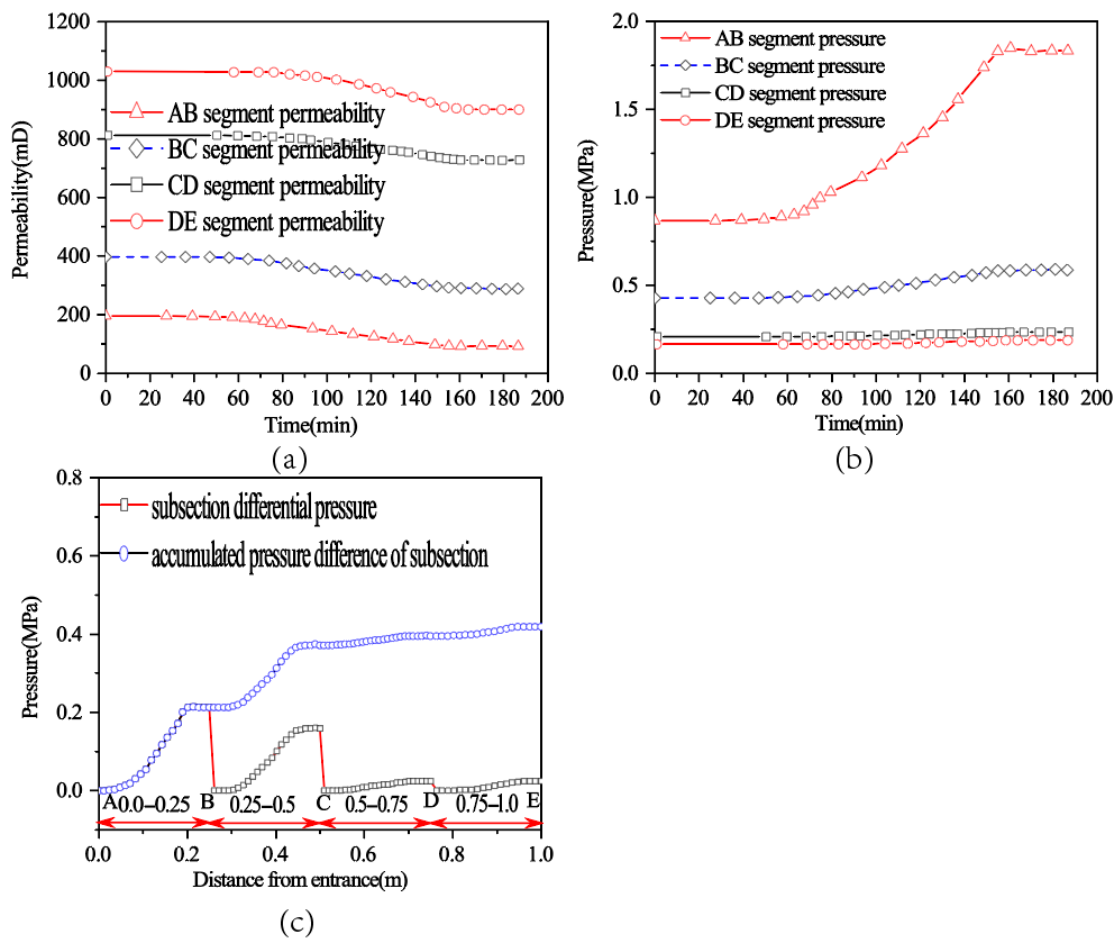 1200
1000
800
600
400
200
0
Permeability(mD)
AB segment permeability
BC segment permeability
CD segment permeability
DE segment permeability
0 20 40 60 80 100 120 140 160 180 200
Time(min)
(a)
2.0
1.5
1.0
0.5
0.0
Pressure(MPa)
AB segment pressure
BC segment pressure
CD segment pressure
DE segment pressure
0 20 40 60 80 100 120 140 160 180 200
Time(min)
(b)
0.8
0.6
0.4
0.2
0.0
Pressure(MPa)
subsection differential pressure
accumulated pressure difference of subsection
A 0.0–0.25 B 0.25–0.5 C 0.5–0.75 D 0.75–1.0 E
0.0 0.2 0.4 0.6 0.8 1.0
Distance from entrance(m)
(c)